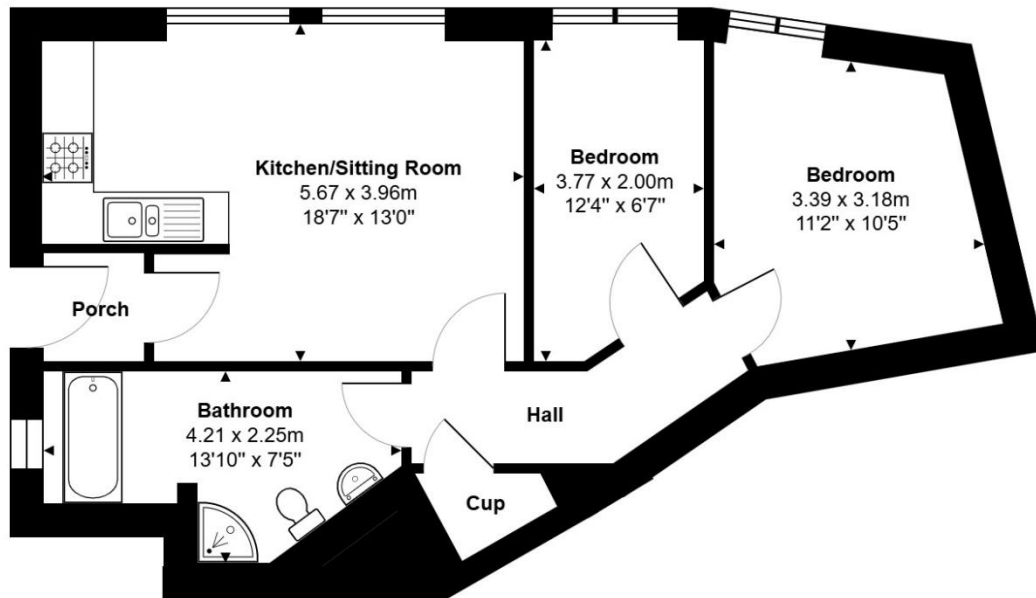 Kitchen/Sitting Room
5.67 x 3.96m
18'7" x 13'0"
Bedroom
3.77 x 2.00m
12'4" x 6'7"
Bedroom
3.39 x 3.18m
11'2" x 10'5"
Porch
Bathroom
4.21 x 2.25m
13'10" x 7'5"
Hall
Cup